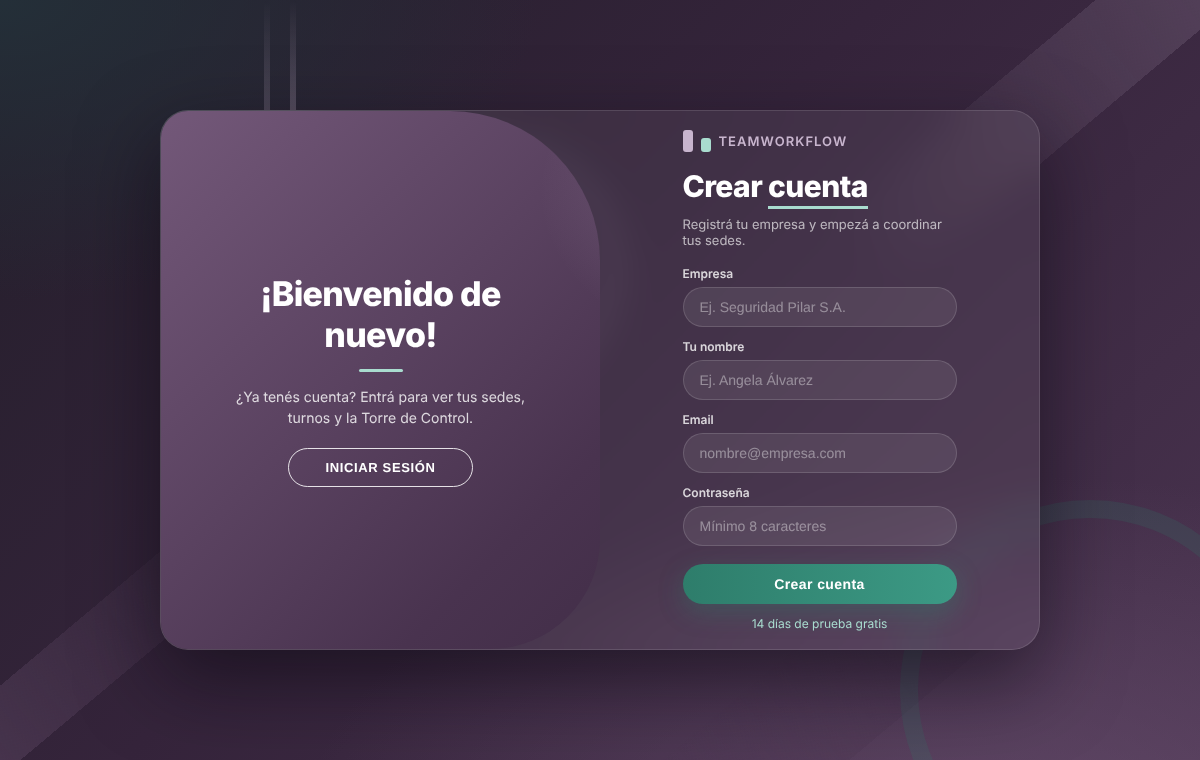 ¡Bienvenido de
nuevo!
¿Ya tenés cuenta? Entrá para ver tus sedes,
turnos y la Torre de Control.
INICIAR SESIÓN
TEAMWORKFLOW
Crear cuenta
Registrá tu empresa y empezá a coordinar
tus sedes.
Empresa
Ej. Seguridad Pilar S.A.
Tu nombre
Ej. Angela Álvarez
Email
nombre@empresa.com
Contraseña
Mínimo 8 caracteres
Crear cuenta
14 días de prueba gratis